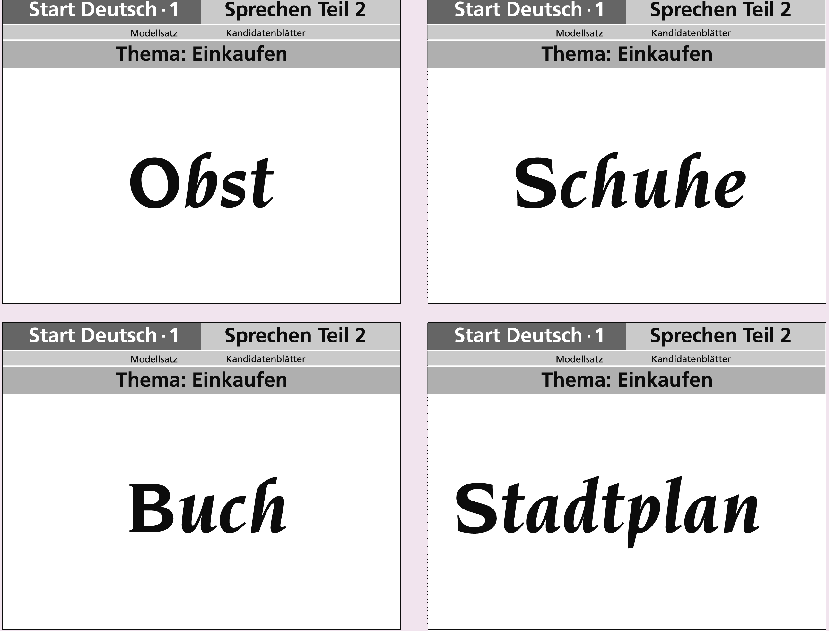 Start Deutsch · 1 Sprechen Teil 2
Modellsatz Kandidatenblätter
Thema: Einkaufen
Obst
Start Deutsch · 1 Sprechen Teil 2
Modellsatz Kandidatenblätter
Thema: Einkaufen
Schuhe
Start Deutsch · 1 Sprechen Teil 2
Modellsatz Kandidatenblätter
Thema: Einkaufen
Buch
Start Deutsch · 1 Sprechen Teil 2
Modellsatz Kandidatenblätter
Thema: Einkaufen
Stadtplan